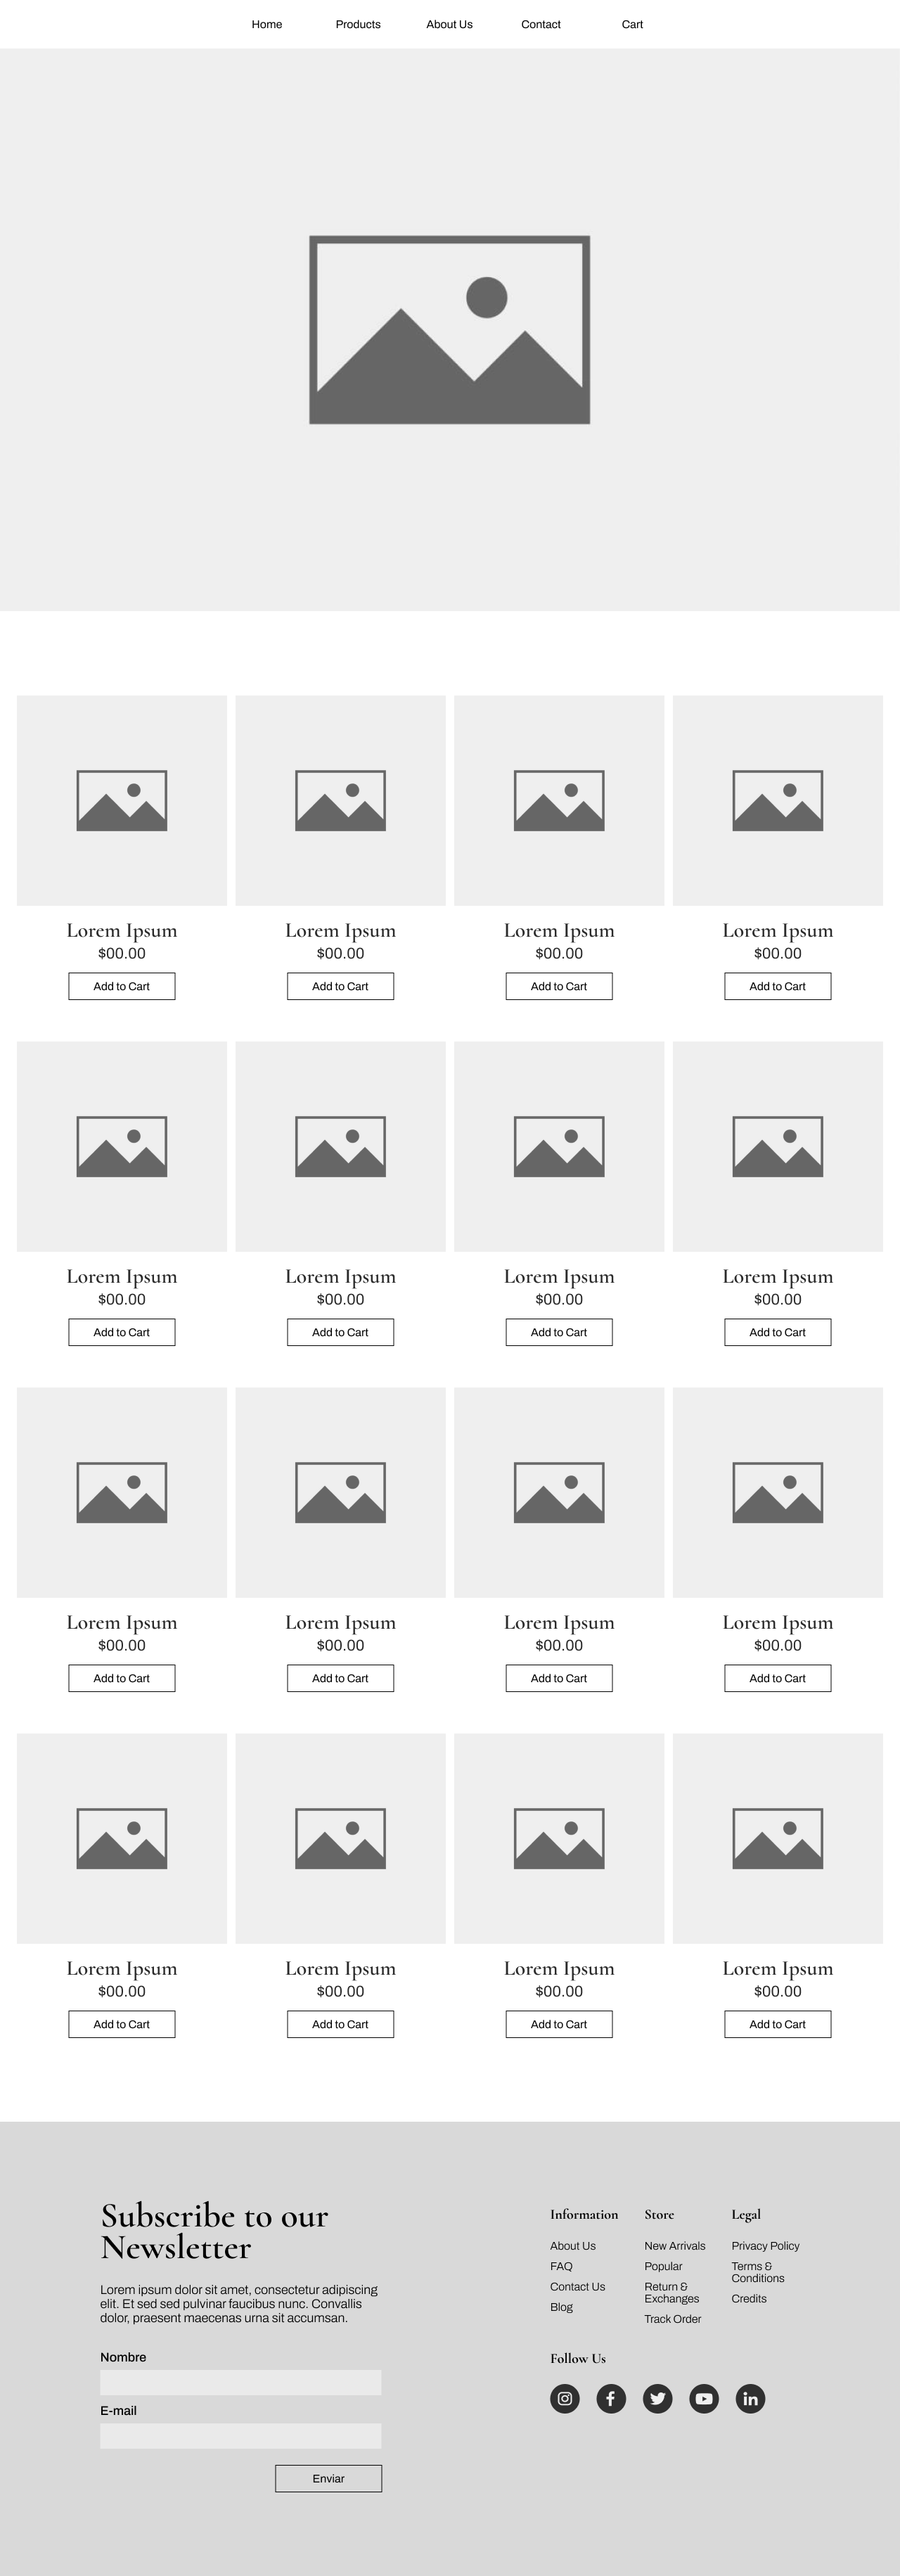 Home Products About Us Contact Cart
Lorem Ipsum Lorem Ipsum Lorem Ipsum Lorem Ipsum
$00.00 $00.00 $00.00 $00.00
Add to Cart Add to Cart Add to Cart Add to Cart
Lorem Ipsum Lorem Ipsum Lorem Ipsum Lorem Ipsum
$00.00 $00.00 $00.00 $00.00
Add to Cart Add to Cart Add to Cart Add to Cart
Lorem Ipsum Lorem Ipsum Lorem Ipsum Lorem Ipsum
$00.00 $00.00 $00.00 $00.00
Add to Cart Add to Cart Add to Cart Add to Cart
Lorem Ipsum Lorem Ipsum Lorem Ipsum Lorem Ipsum
$00.00 $00.00 $00.00 $00.00
Add to Cart Add to Cart Add to Cart Add to Cart
Subscribe to our
Newsletter
Lorem ipsum dolor sit amet, consectetur adipiscing
elit. Et sed sed pulvinar faucibus nunc. Convallis
dolor, praesent maecenas urna sit accumsan.
Nombre
E-mail
Enviar
Information
About Us
FAQ
Contact Us
Blog
Store
New Arrivals
Popular
Return &
Exchanges
Track Order
Legal
Privacy Policy
Terms &
Conditions
Credits
Follow Us